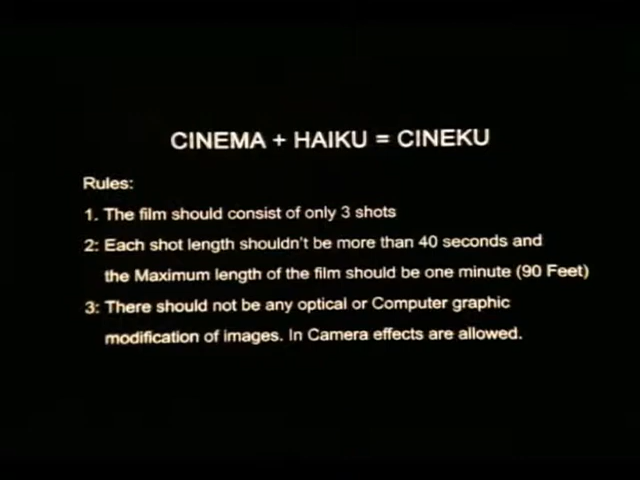 CINEMA + HAIKU = CINEKU
Rules:
1. The film should consist of only 3 shots
2: Each shot length shouldn't be more than 40 seconds and
the Maximum length of the film should be one minute (90 Feet)
3: There should not be any optical or Computer graphic
modification of images. In Camera effects are allowed.